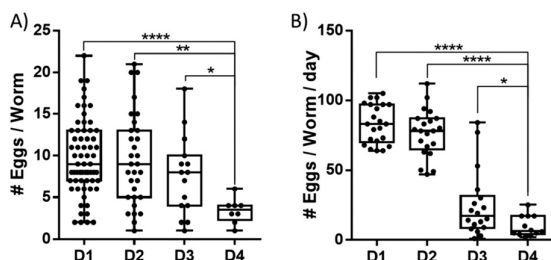 A)
# Eggs / Worm
25
20
15
10
5
0
****
**
*
D1 D2 D3 D4
B)
# Eggs / Worm / day
150
100
50
0
****
****
*
D1 D2 D3 D4